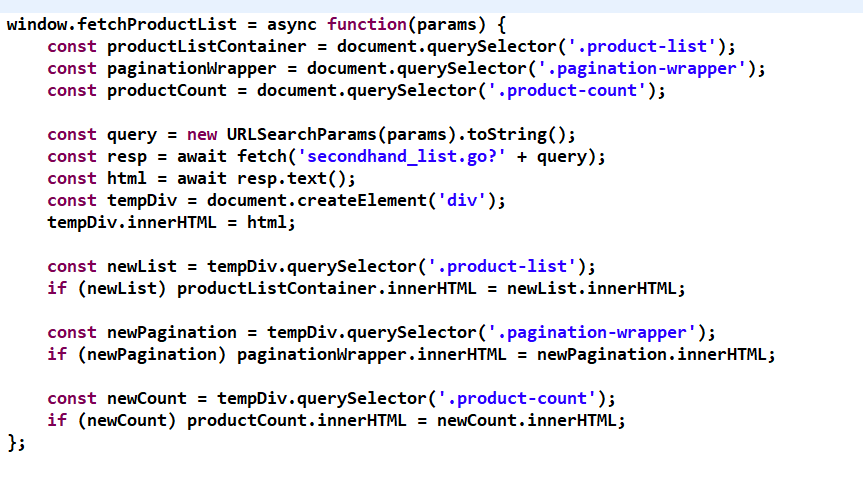 window.fetchProductList = async function(params) {
    const productListContainer = document.querySelector('.product-list');
    const paginationWrapper = document.querySelector('.pagination-wrapper');
    const productCount = document.querySelector('.product-count');

    const query = new URLSearchParams(params).toString();
    const resp = await fetch('secondhand_list.go?' + query);
    const html = await resp.text();
    const tempDiv = document.createElement('div');
    tempDiv.innerHTML = html;

    const newList = tempDiv.querySelector('.product-list');
    if (newList) productListContainer.innerHTML = newList.innerHTML;

    const newPagination = tempDiv.querySelector('.pagination-wrapper');
    if (newPagination) paginationWrapper.innerHTML = newPagination.innerHTML;

    const newCount = tempDiv.querySelector('.product-count');
    if (newCount) productCount.innerHTML = newCount.innerHTML;
};